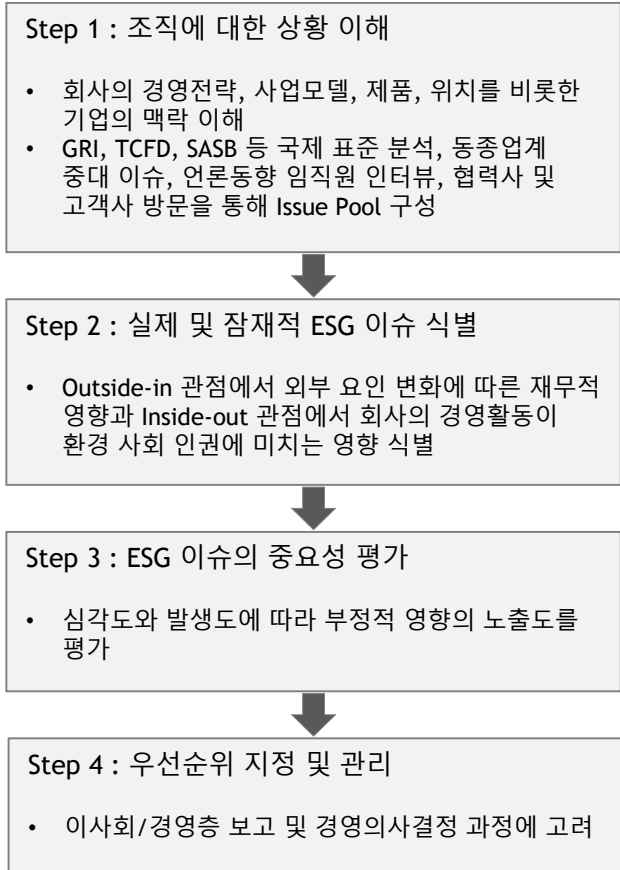 Step 1 : 조직에 대한 상황 이해
• 회사의 경영전략, 사업모델, 제품, 위치를 비롯한
기업의 맥락 이해
• GRI, TCFD, SASB 등 국제 표준 분석, 동종업계
중대 이슈, 언론동향 임직원 인터뷰, 협력사 및
고객사 방문을 통해 Issue Pool 구성
Step 2 : 실제 및 잠재적 ESG 이슈 식별
• Outside-in 관점에서 외부 요인 변화에 따른 재무적
영향과 Inside-out 관점에서 회사의 경영활동이
환경 사회 인권에 미치는 영향 식별
Step 3 : ESG 이슈의 중요성 평가
• 심각도와 발생도에 따라 부정적 영향의 노출도를
평가
Step 4 : 우선순위 지정 및 관리
• 이사회/경영층 보고 및 경영의사결정 과정에 고려